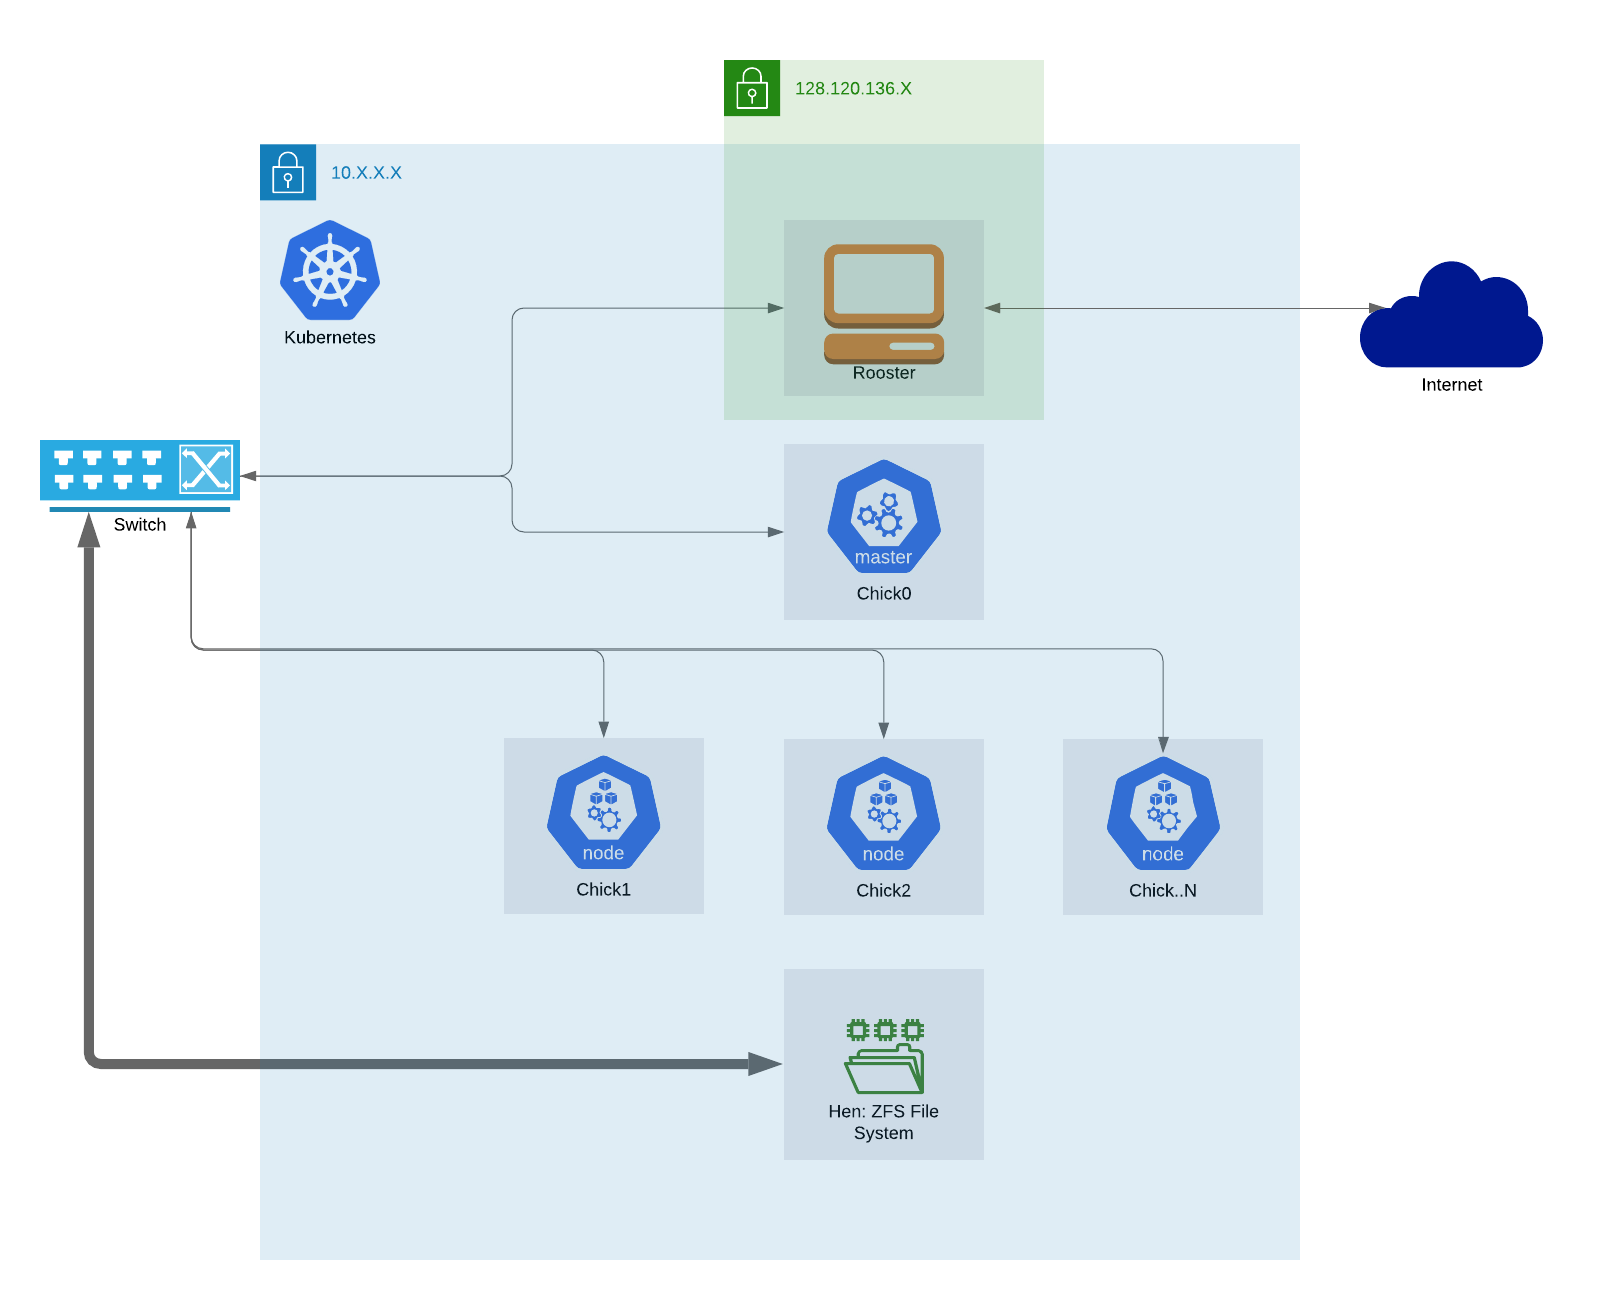 128.120.136.X
10.X.X.X
Kubernetes
Rooster
Internet
Switch
master
Chick0
node
Chick1
node
Chick2
node
Chick..N
Hen: ZFS File
System